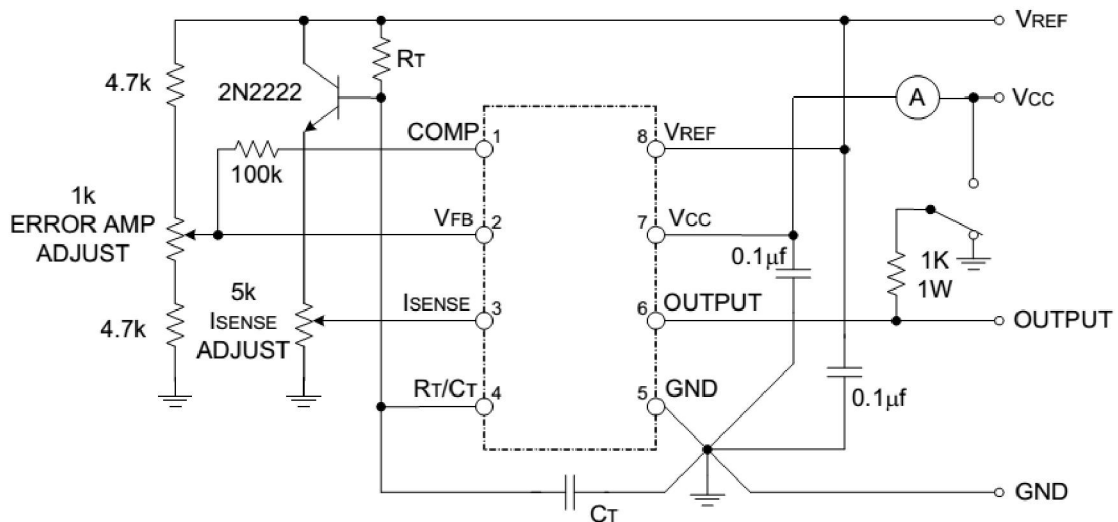 VREF
RT
4.7k
2N2222
A
VCC
COMP
1
8
VREF
100k
1k
ERROR AMP
ADJUST
VFB
2
7
VCC
0.1μf
1K
1W
5k
ISENSE
ADJUST
4.7k
ISENSE
3
6
OUTPUT
OUTPUT
RT/CT
4
5
GND
0.1μf
CT
GND